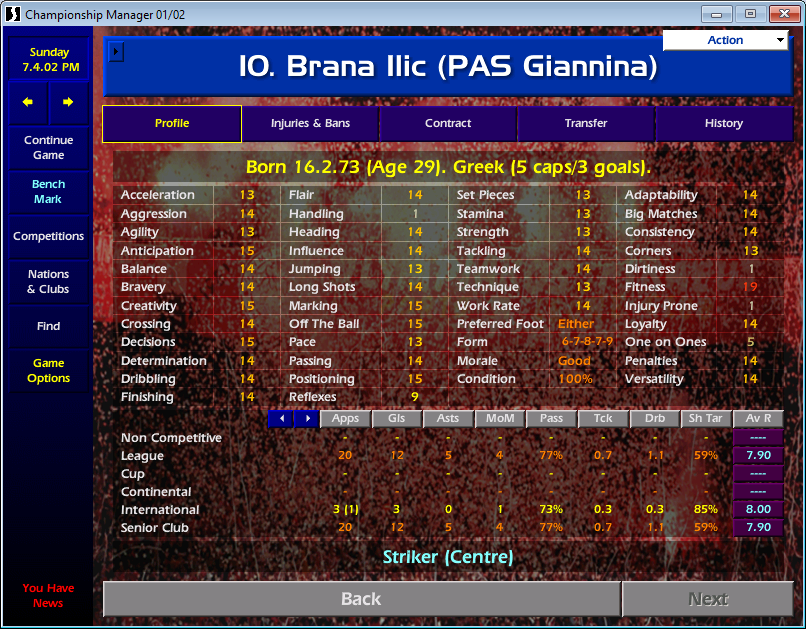 Championship Manager 01/02
Action
Sunday
7.4.02 PM
10. Brana Ilic (PAS Giannina)
Profile Injuries & Bans Contract Transfer History
Continue
Game
Bench
Mark
Competitions
Nations
& Clubs
Find
Game
Options
You Have
News
Born 16.2.73 (Age 29). Greek (5 caps/3 goals).
Acceleration 13 Flair 14 Set Pieces 13 Adaptability 14
Aggression 14 Handling 1 Stamina 13 Big Matches 14
Agility 13 Heading 14 Strength 13 Consistency 14
Anticipation 15 Influence 14 Tackling 14 Corners 13
Balance 14 Jumping 13 Teamwork 14 Dirtiness 1
Bravery 14 Long Shots 14 Technique 13 Fitness 19
Creativity 15 Marking 15 Work Rate 14 Injury Prone 1
Crossing 14 Off The Ball 15 Preferred Foot Either Loyalty 14
Decisions 15 Pace 13 Form 6-7-8-7-9 One on Ones 5
Determination 14 Passing 14 Morale Good Penalties 14
Dribbling 14 Positioning 15 Condition 100% Versatility 14
Finishing 14 Reflexes 9
Apps Gls Asts MoM Pass Tck Drb Sh Tar Av R
Non Competitive - - - - - - - - ----
League 20 12 5 4 77% 0.7 1.1 59% 7.90
Cup - - - - - - - - ----
Continental - - - - - - - - ----
International 3 (1) 3 0 1 73% 0.3 0.3 85% 8.00
Senior Club 20 12 5 4 77% 0.7 1.1 59% 7.90
Striker (Centre)
Back Next